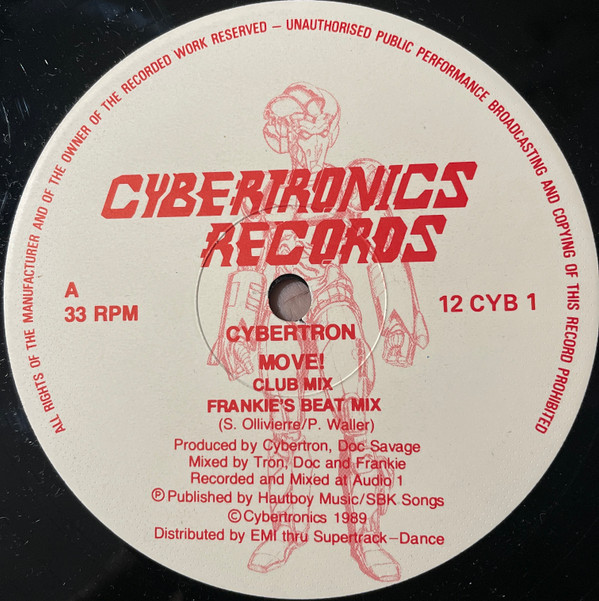 ALL RIGHTS OF THE MANUFACTURER AND OF THE OWNER OF THE RECORDED WORK RESERVED – UNAUTHORISED PUBLIC PERFORMANCE BROADCASTING AND COPYING OF THIS RECORD PROHIBITED
CYBERTRONICS
RECORDS
A
33 RPM
12 CYB 1
CYBERTRON
MOVE!
CLUB MIX
FRANKIE'S BEAT MIX
(S. Ollivierre/P. Waller)
Produced by Cybertron, Doc Savage
Mixed by Tron, Doc and Frankie
Recorded and Mixed at Audio 1
℗Published by Hautboy Music/SBK Songs
©Cybertronics 1989
Distributed by EMI thru Supertrack–Dance